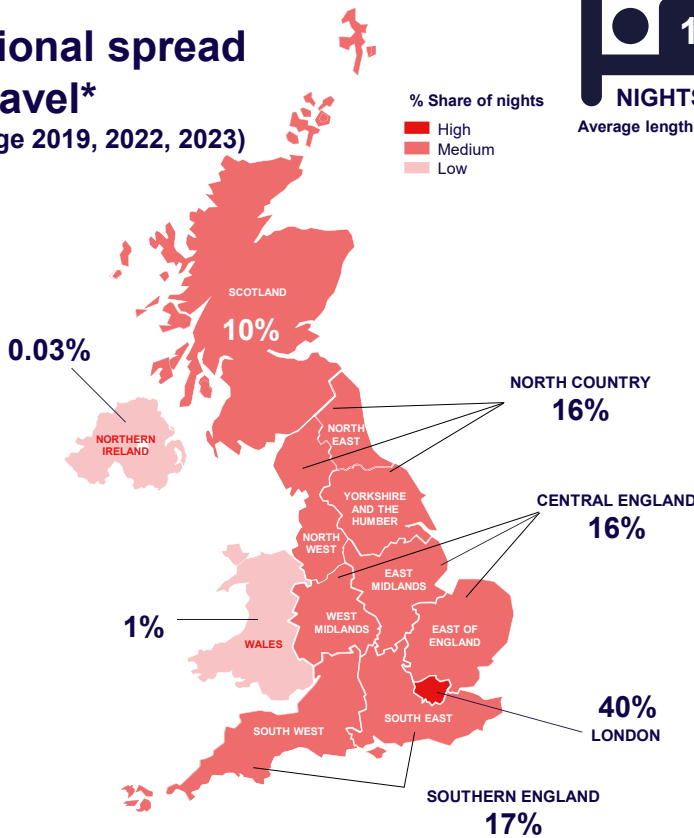 ional spread
avel*
ge 2019, 2022, 2023)
% Share of nights
High
Medium
Low
1
NIGHTS
Average length
SCOTLAND
10%
0.03%
NORTHERN
IRELAND
NORTH COUNTRY
16%
NORTH
EAST
YORKSHIRE
AND THE
HUMBER
NORTH
WEST
CENTRAL ENGLAND
16%
EAST
MIDLANDS
WEST
MIDLANDS
EAST OF
ENGLAND
1%
WALES
40%
LONDON
SOUTH EAST
SOUTH WEST
SOUTHERN ENGLAND
17%